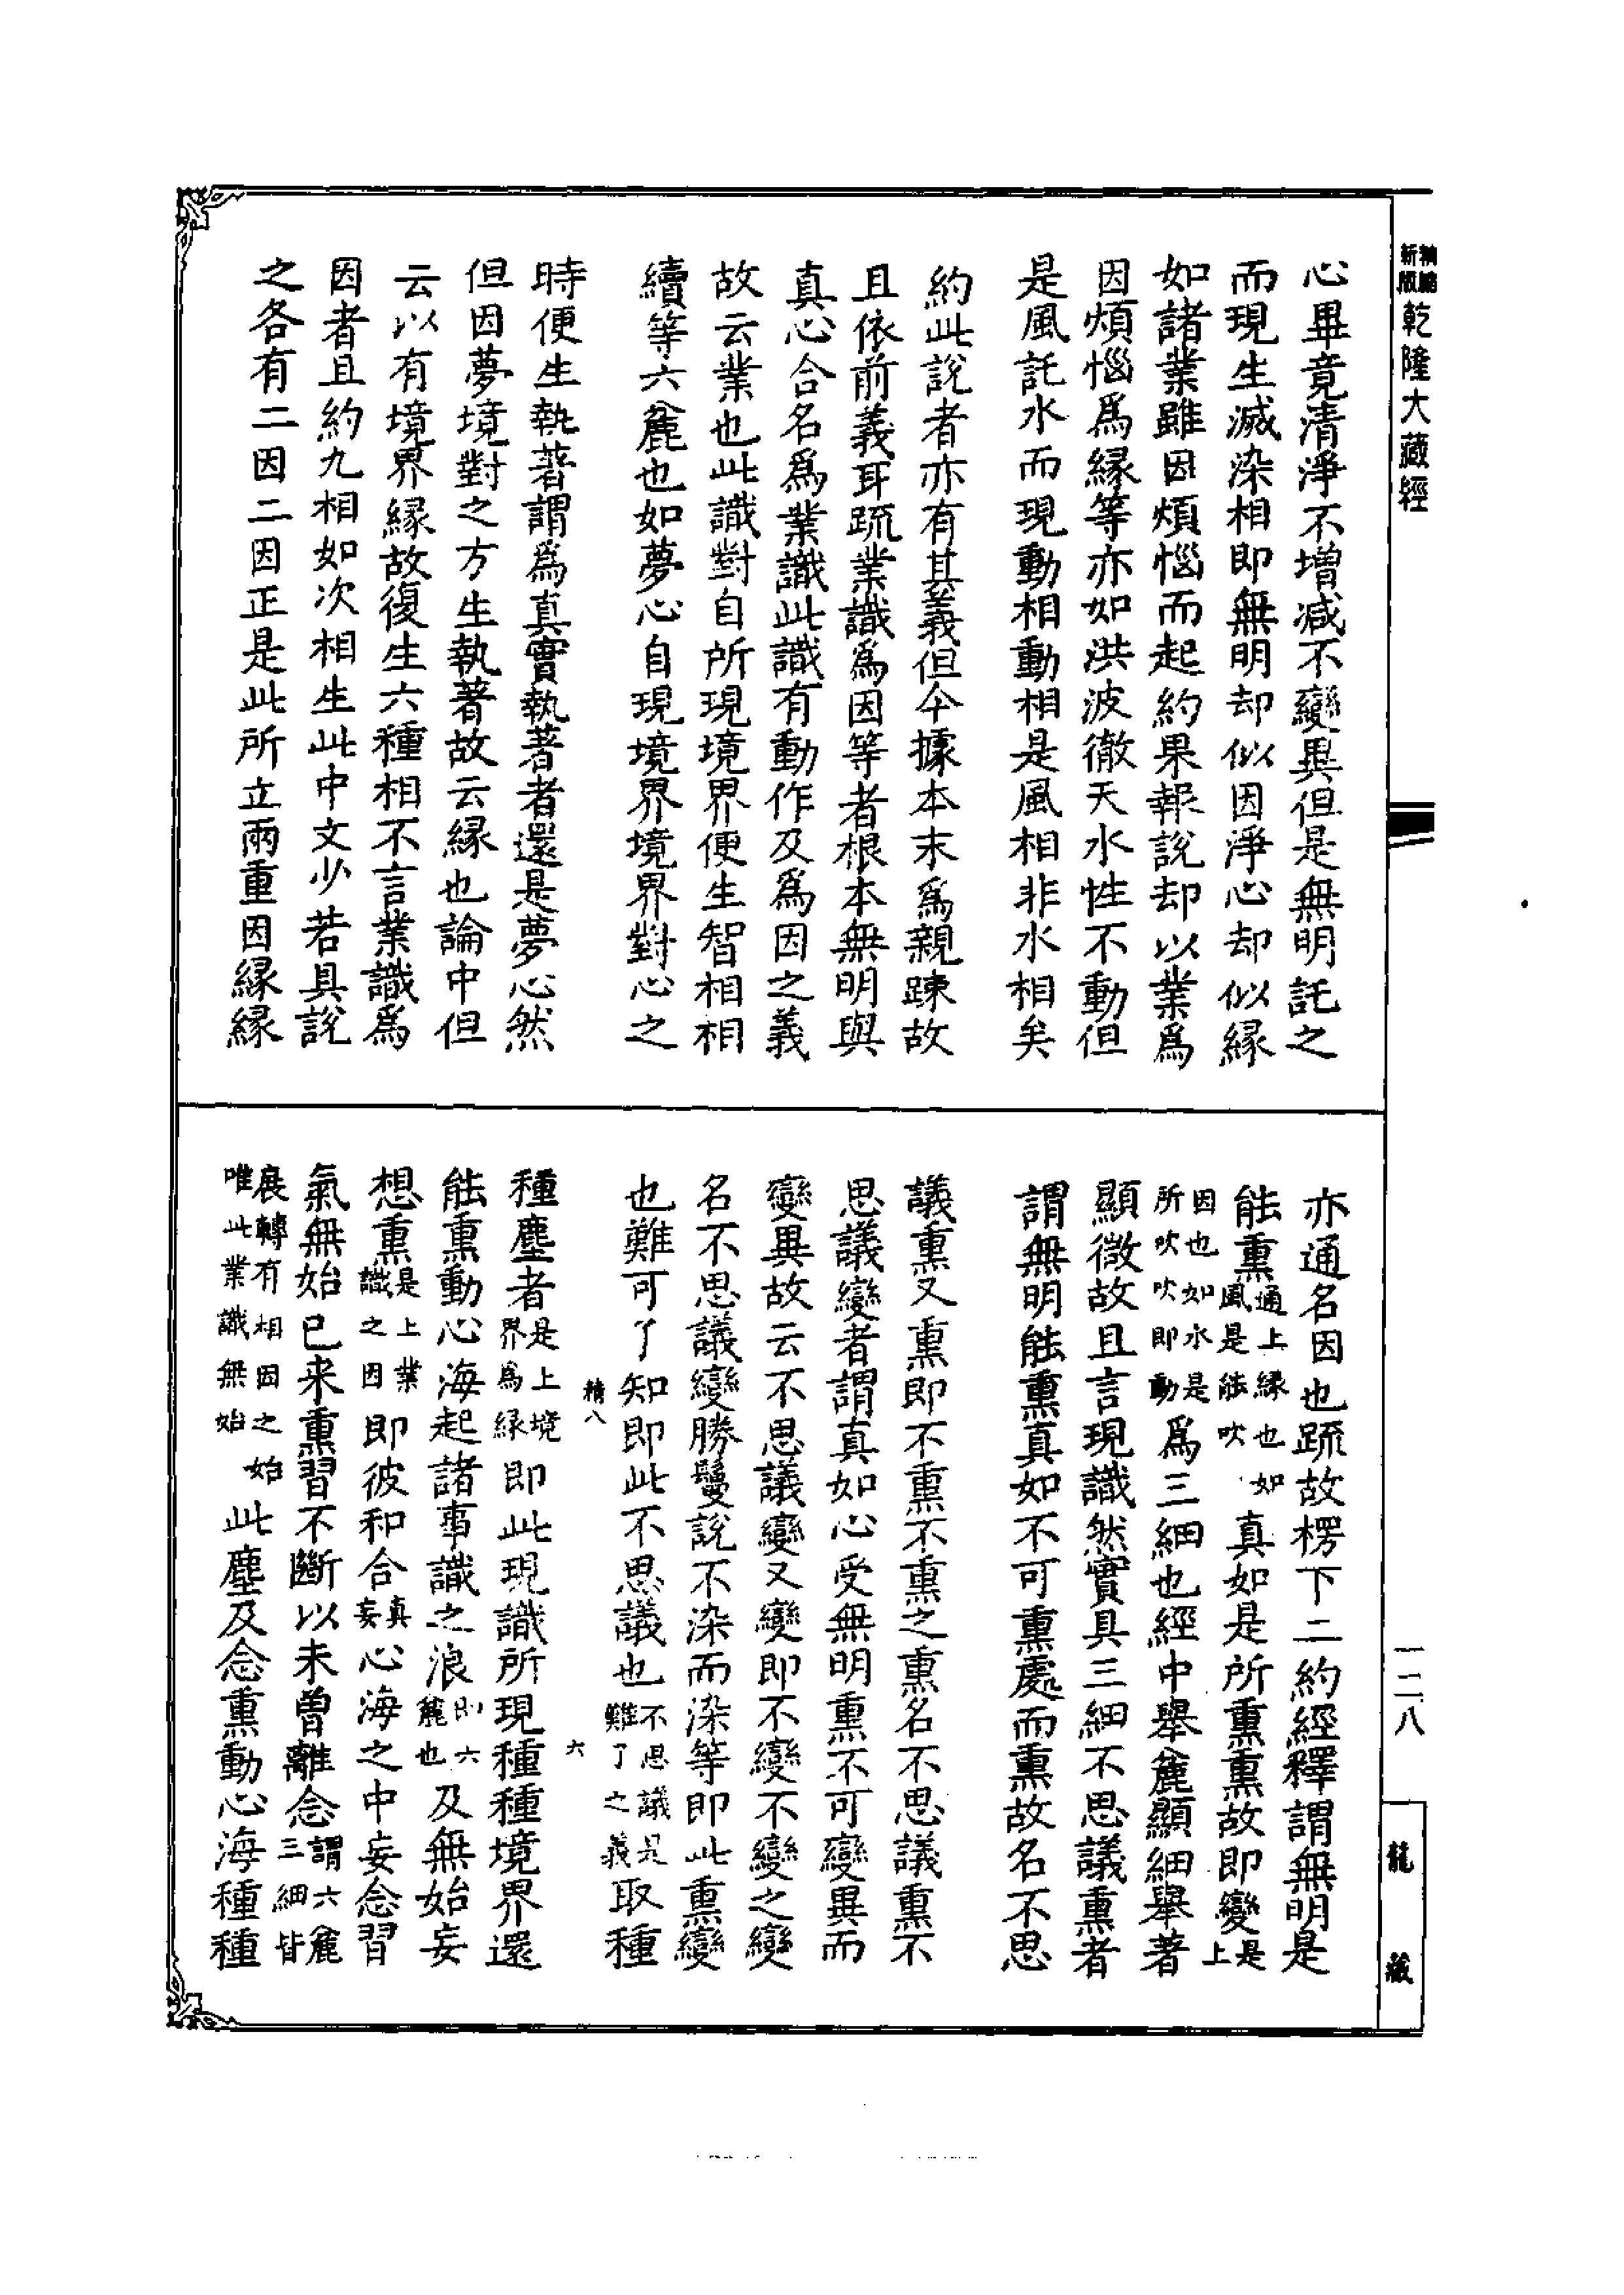 精縮新版乾隆大藏經
心畢竟清淨不增減不變異但是無明託之
而現生滅染相即無明却似因淨心却似緣
如諸業雖因煩惱而起約果報說却以業爲
因煩惱爲緣等亦如洪波徹天水性不動但
是風託水而現動相動相是風相非水相矣
約此說者亦有其義但今據本末爲親踈故
且依前義耳䟽業識爲因等者根本無明與
真心合名爲業識此識有動作及爲因之義
故云業也此識對自所現境界便生智相相
續等六麁也如夢心自現境界境界對心之
時便生執著謂爲真實執著者還是夢心然
但因夢境對之方生執著故云緣也論中但
云以有境界緣故復生六種相不言業識爲
因者且約九相如次相生此中文少若具說
之各有二因二因正是此所立兩重因緣緣
亦通名因也䟽故楞下二約經釋謂無明是
能熏通上緣也如風是能吹真如是所熏熏故即變是上
因也如水是所吹吹即動爲三細也經中舉麁顯細舉著
顯微故且言現識然實具三細不思議熏者
謂無明能熏真如不可熏處而熏故名不思
議熏又熏即不熏不熏之熏名不思議熏不
思議變者謂真如心受無明熏不可變異而
變異故云不思議變又變即不變不變之變
名不思議變勝鬘說不染而染等即此熏變
也難可了知即此不思議也不思議是難了之義取種
精八 六
種塵者是上境界爲緣即此現識所現種種境界還
能熏動心海起諸事識之浪即六麁也及無始妄
想熏是上業識之因即彼和合真妄心海之中妄念習
氣無始已来熏習不斷以未曽離念謂六麁三細皆
展轉有相因之始唯此業識無始此塵及念熏動心海種種
一二八
龍藏